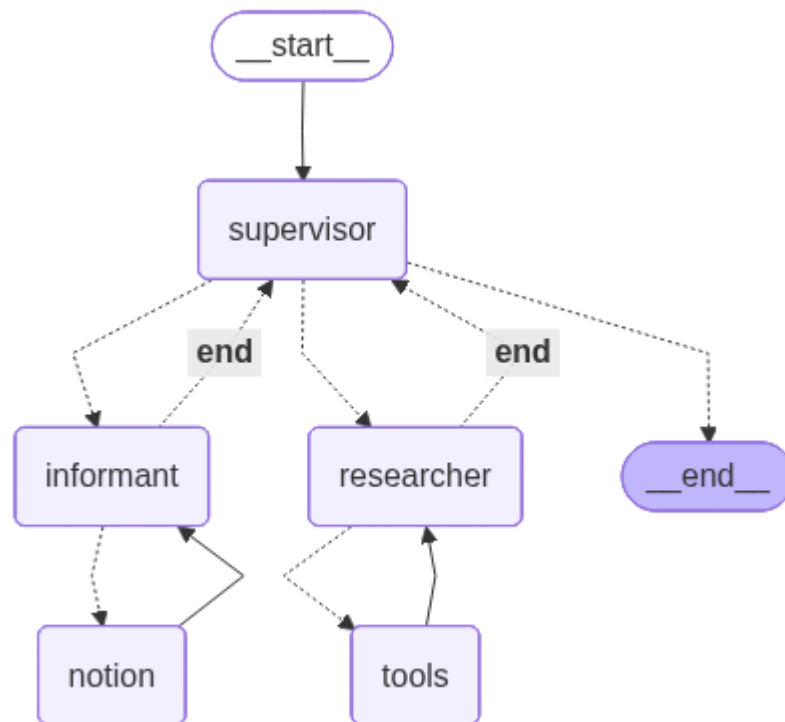 __start__
supervisor
end
end
informant
researcher
__end__
notion
tools